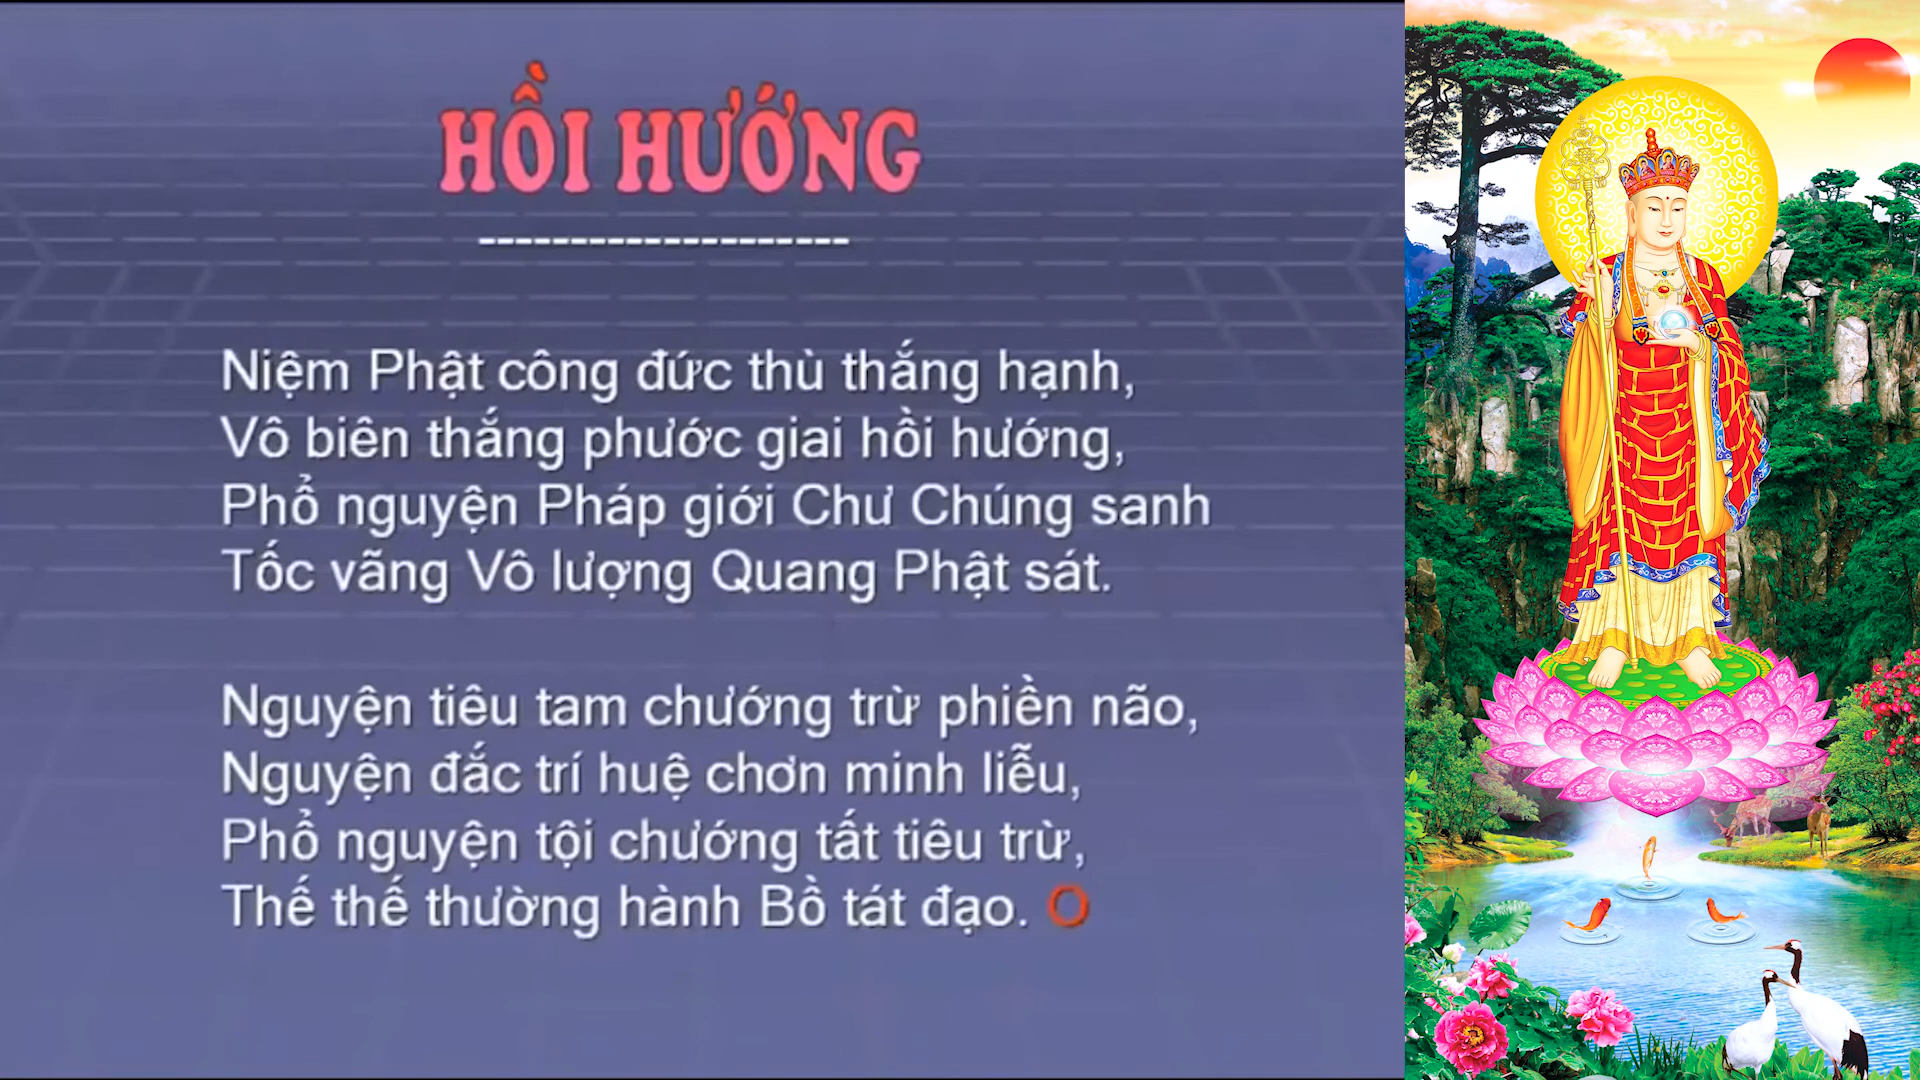 HỒI HƯỚNG
--------------------
Niệm Phật công đức thù thắng hạnh,
Vô biên thắng phước giai hồi hướng,
Phổ nguyện Pháp giới Chư Chúng sanh
Tốc vãng Vô lượng Quang Phật sát.
Nguyện tiêu tam chướng trừ phiền não,
Nguyện đắc trí huệ chơn minh liễu,
Phổ nguyện tội chướng tất tiêu trừ,
Thế thế thường hành Bồ tát đạo. O